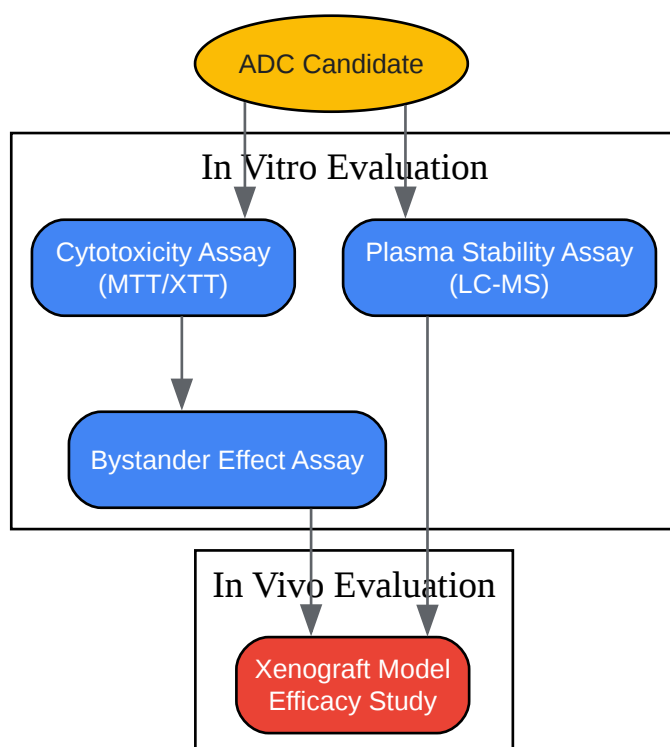 ADC Candidate
In Vitro Evaluation
Cytotoxicity Assay
(MTT/XTT)
Plasma Stability Assay
(LC-MS)
Bystander Effect Assay
In Vivo Evaluation
Xenograft Model
Efficacy Study